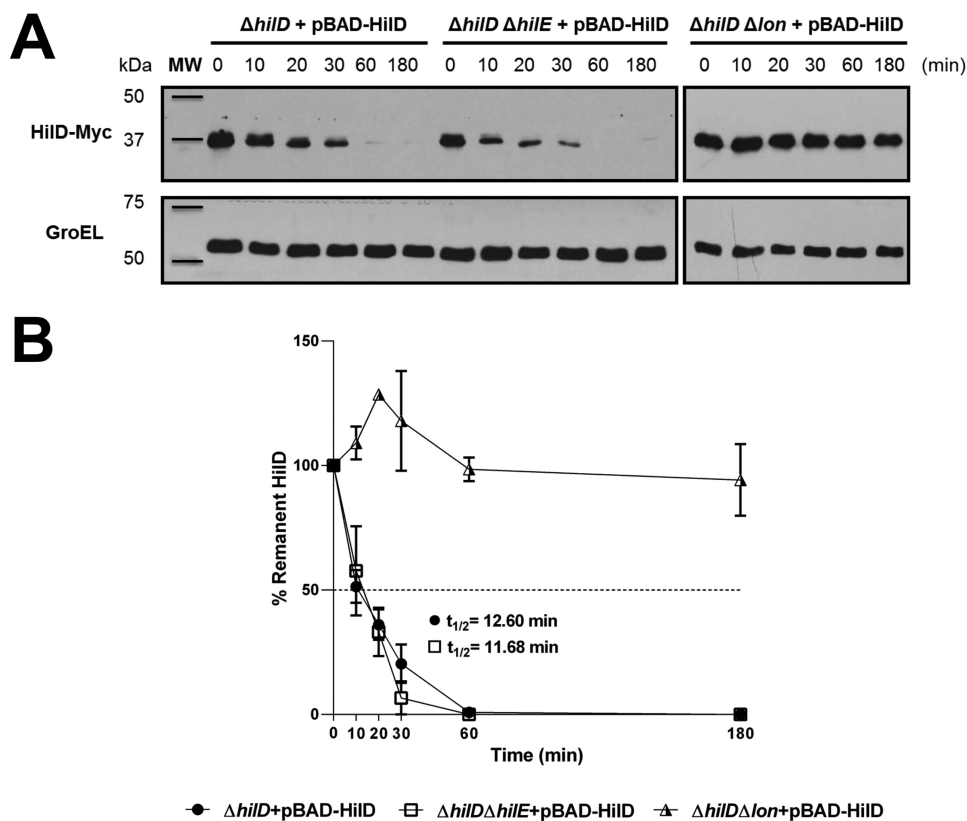 A
ΔhilD + pBAD-HilD ΔhilD ΔhilE + pBAD-HilD ΔhilD Δlon + pBAD-HilD
kDa MW 0 10 20 30 60 180 0 10 20 30 60 180 0 10 20 30 60 180 (min)
50
HilD-Myc 37
75
GroEL
50
B
150
100
50
0
% Remanent HilD
t1/2= 12.60 min
t1/2= 11.68 min
0 10 20 30 60 180
Time (min)
ΔhilD+pBAD-HilD ΔhilDΔhilE+pBAD-HilD ΔhilDΔlon+pBAD-HilD